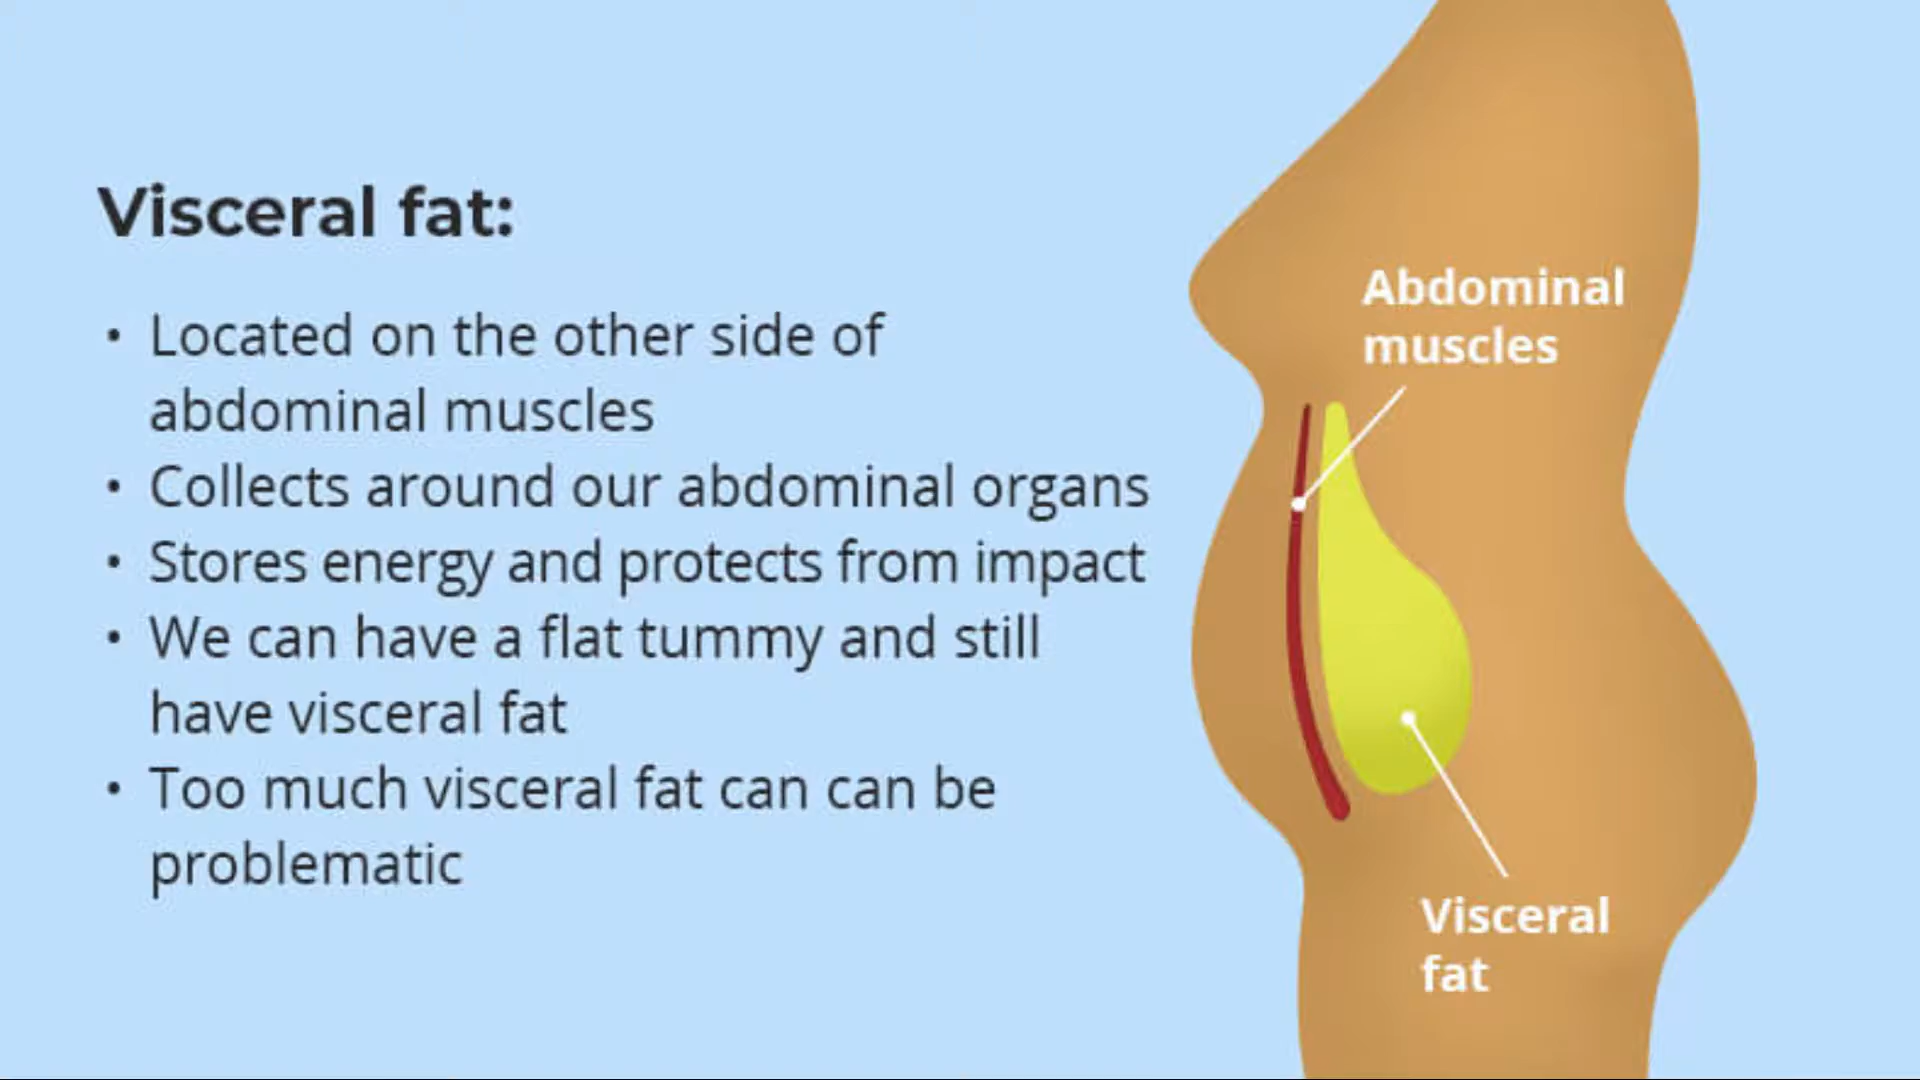 Visceral fat:
• Located on the other side of
abdominal muscles
• Collects around our abdominal organs
• Stores energy and protects from impact
• We can have a flat tummy and still
have visceral fat
• Too much visceral fat can can be
problematic
Abdominal
muscles
Visceral
fat